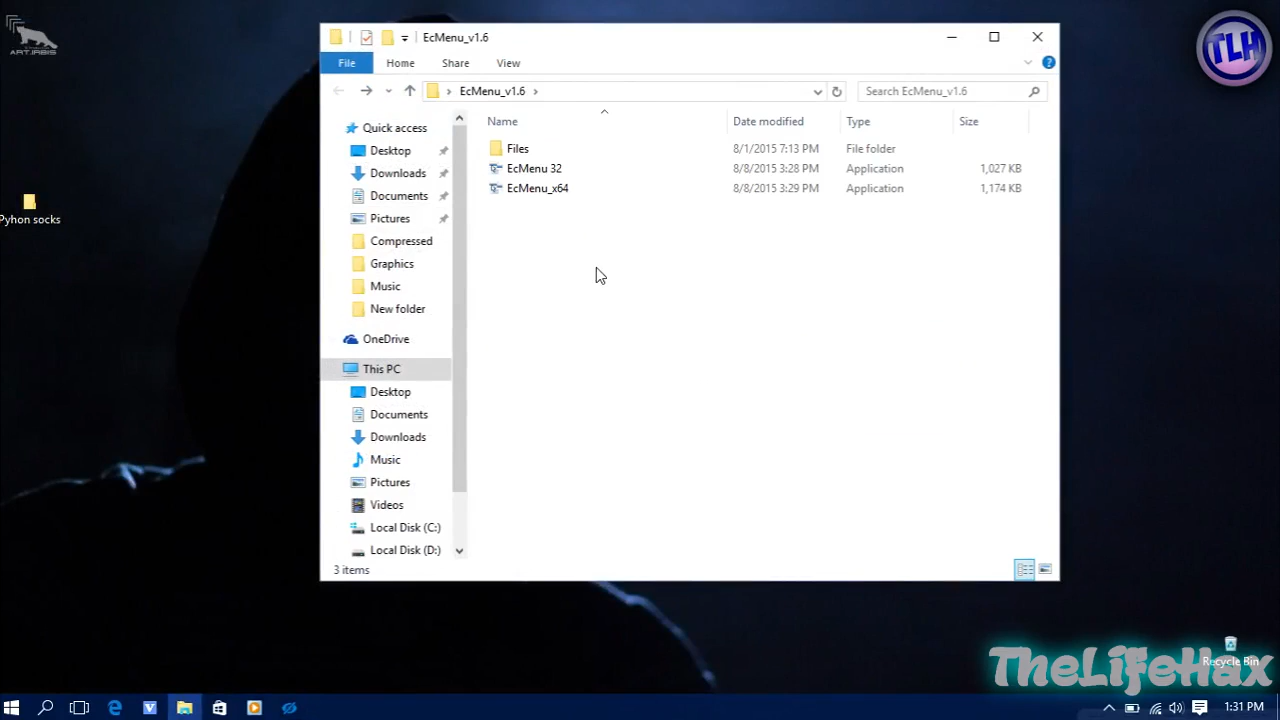 EcMenu_v1.6
File Home Share View
EcMenu_v1.6
Search EcMenu_v1.6
Name Date modified Type Size
Files 8/1/2015 7:13 PM File folder
EcMenu 32 8/8/2015 3:28 PM Application 1,027 KB
EcMenu_x64 8/8/2015 3:29 PM Application 1,174 KB
Quick access
Desktop
Downloads
Documents
Pictures
Compressed
Graphics
Music
New folder
OneDrive
This PC
Desktop
Documents
Downloads
Music
Pictures
Videos
Local Disk (C:)
Local Disk (D:)
3 items
ART.IRBIS
TLH
Pyhon socks
Recycle Bin
TheLifeHax
1:31 PM